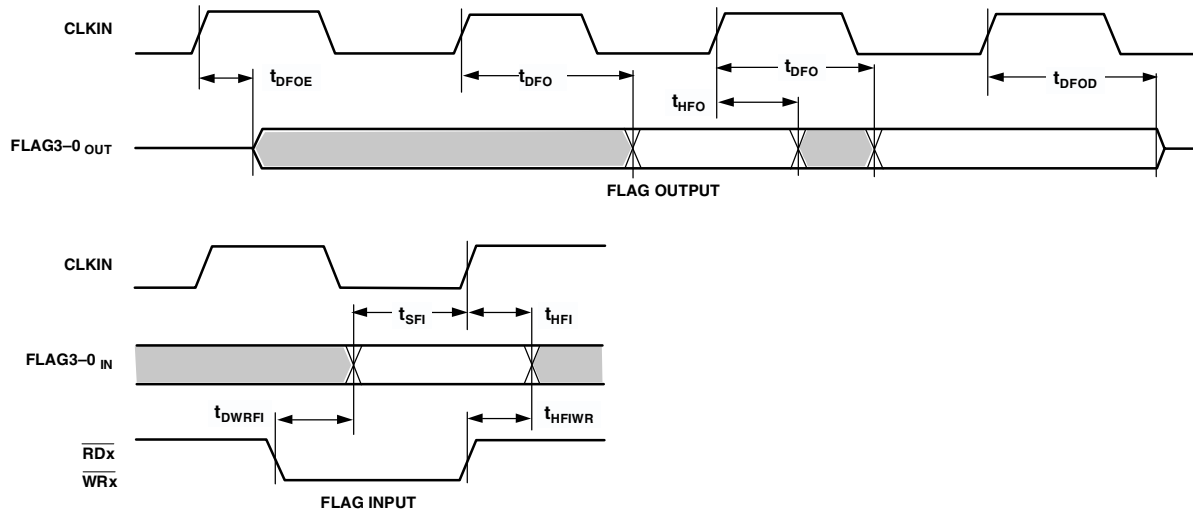 CLKIN
tDFOE
tDFO
tDFO
tHFO
tDFOD
FLAG3–0 OUT
FLAG OUTPUT
CLKIN
tSFI
tHFI
FLAG3–0 IN
tDWRFI
tHFIWR
RDx
WRx
FLAG INPUT